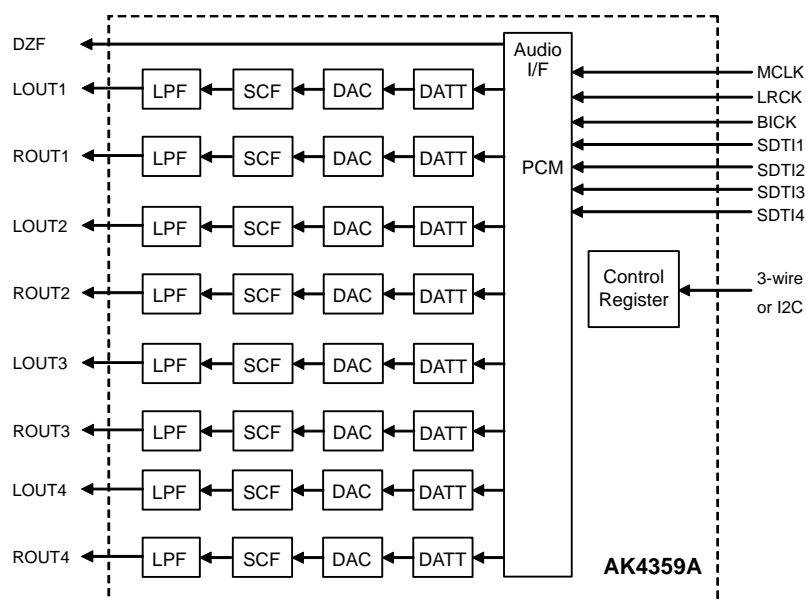 DZF
Audio
I/F
LOUT1 LPF SCF DAC DATT
MCLK
LRCK
BICK
SDTI1
ROUT1 LPF SCF DAC DATT
PCM
SDTI2
SDTI3
SDTI4
LOUT2 LPF SCF DAC DATT
Control
Register
3-wire
or I2C
ROUT2 LPF SCF DAC DATT
LOUT3 LPF SCF DAC DATT
ROUT3 LPF SCF DAC DATT
LOUT4 LPF SCF DAC DATT
ROUT4 LPF SCF DAC DATT
AK4359A